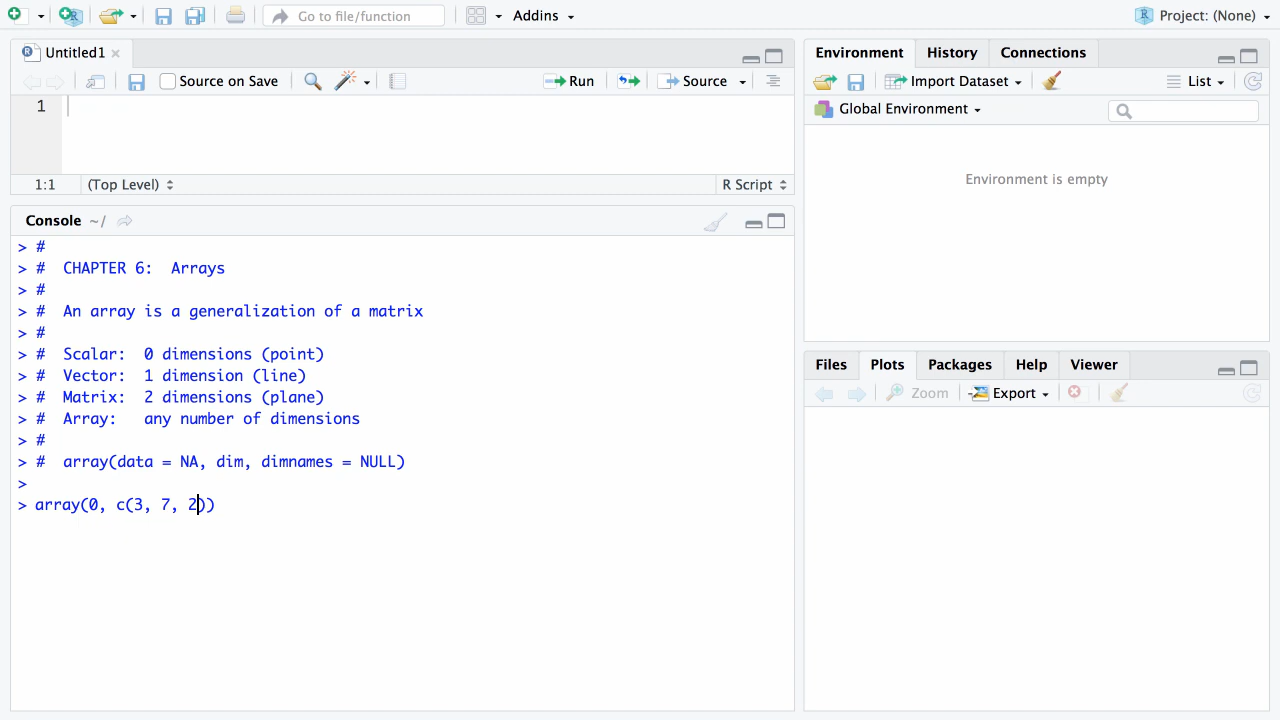 Go to file/function
Addins
Project: (None)
Untitled1
Source on Save
Run
Source
1
1:1
(Top Level)
R Script
Console ~/
> #
> #  CHAPTER 6:  Arrays
> #
> #  An array is a generalization of a matrix
> #
> #  Scalar:  0 dimensions (point)
> #  Vector:  1 dimension (line)
> #  Matrix:  2 dimensions (plane)
> #  Array:   any number of dimensions
> #
> #  array(data = NA, dim, dimnames = NULL)
>
> array(0, c(3, 7, 2))
Environment
History
Connections
Import Dataset
List
Global Environment
Environment is empty
Files
Plots
Packages
Help
Viewer
Zoom
Export